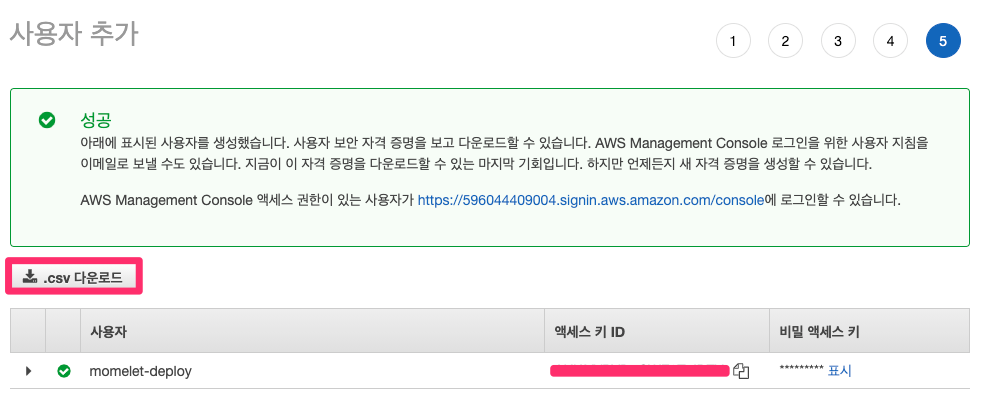 사용자 추가
1 2 3 4 5
성공
아래에 표시된 사용자를 생성했습니다. 사용자 보안 자격 증명을 보고 다운로드할 수 있습니다. AWS Management Console 로그인을 위한 사용자 지침을
이메일로 보낼 수도 있습니다. 지금이 이 자격 증명을 다운로드할 수 있는 마지막 기회입니다. 하지만 언제든지 새 자격 증명을 생성할 수 있습니다.
AWS Management Console 액세스 권한이 있는 사용자가 https://596044409004.signin.aws.amazon.com/console에 로그인할 수 있습니다.
.csv 다운로드
사용자 액세스 키 ID 비밀 액세스 키
momelet-deploy ********* 표시